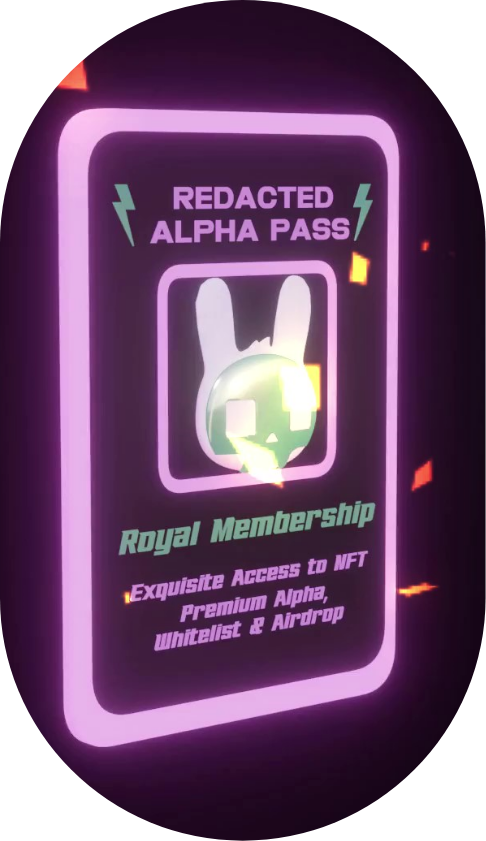 REDACTED
ALPHA PASS
Royal Membership
Exquisite Access to NFT
Premium Alpha,
Whitelist & Airdrop